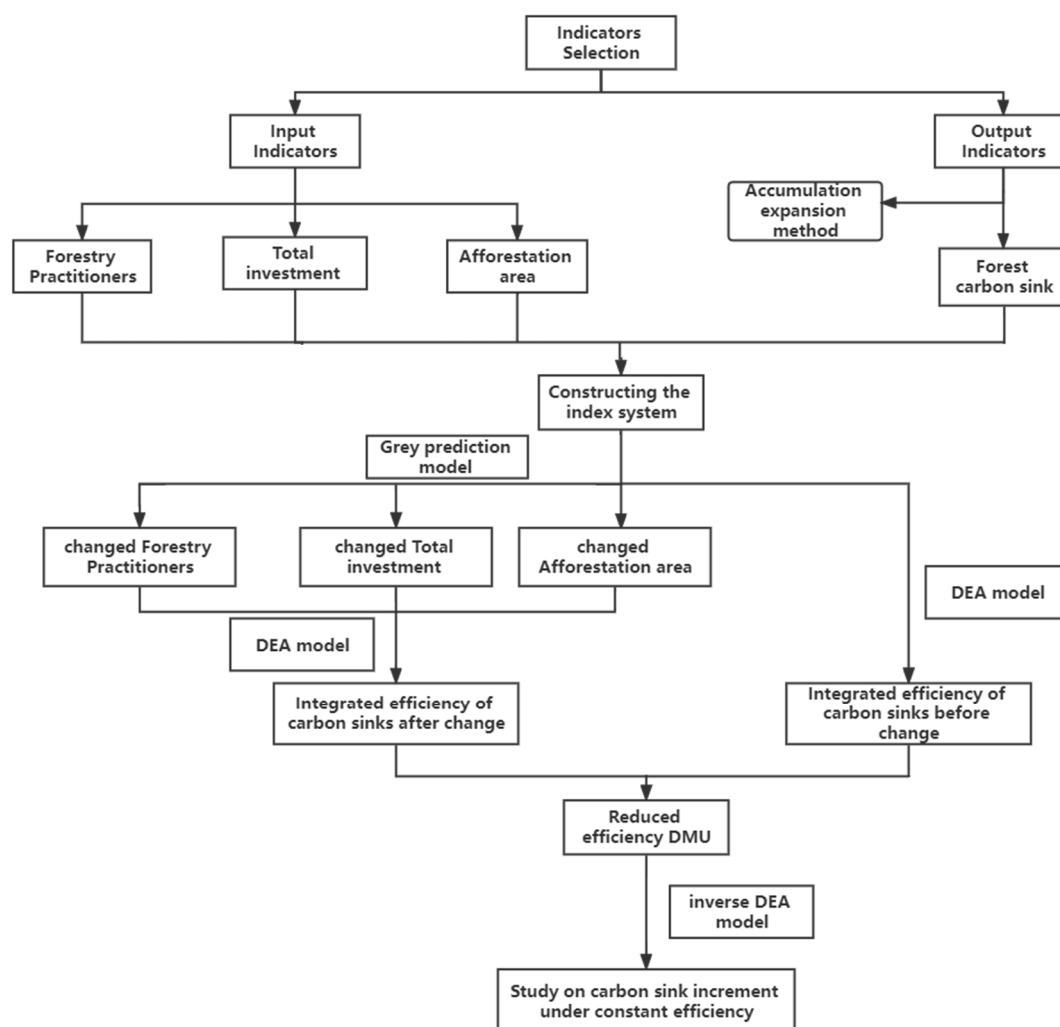 Indicators
Selection
Input
Indicators
Output
Indicators
Accumulation
expansion
method
Forestry
Practitioners
Total
investment
Afforestation
area
Forest
carbon sink
Constructing the
index system
Grey prediction
model
changed Forestry
Practitioners
changed Total
investment
changed
Afforestation area
DEA model
DEA model
Integrated efficiency of
carbon sinks after change
Integrated efficiency of
carbon sinks before
change
Reduced
efficiency DMU
inverse DEA
model
Study on carbon sink increment
under constant efficiency